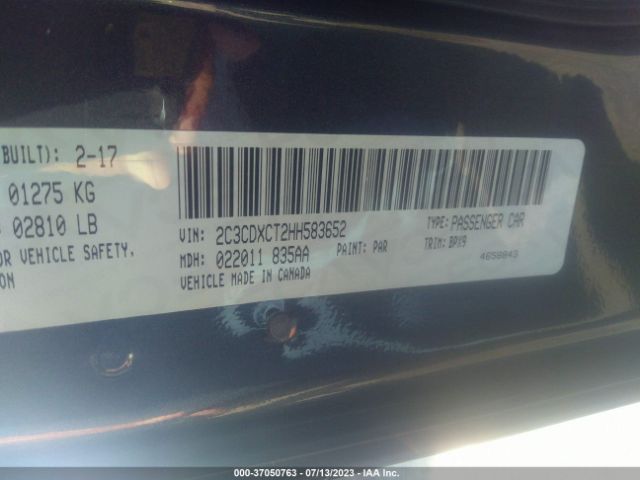 BUILT): 2-17
01275 KG
02810 LB
OR VEHICLE SAFETY,
ON
VIN: 2C3CDXCT2HH583652
TYPE: PASSENGER CAR
MDH: 022011 835AA
PAINT: PAR
TRIM: BPX9
VEHICLE MADE IN CANADA
4658843
000-37050763 - 07/13/2023 - IAA Inc.